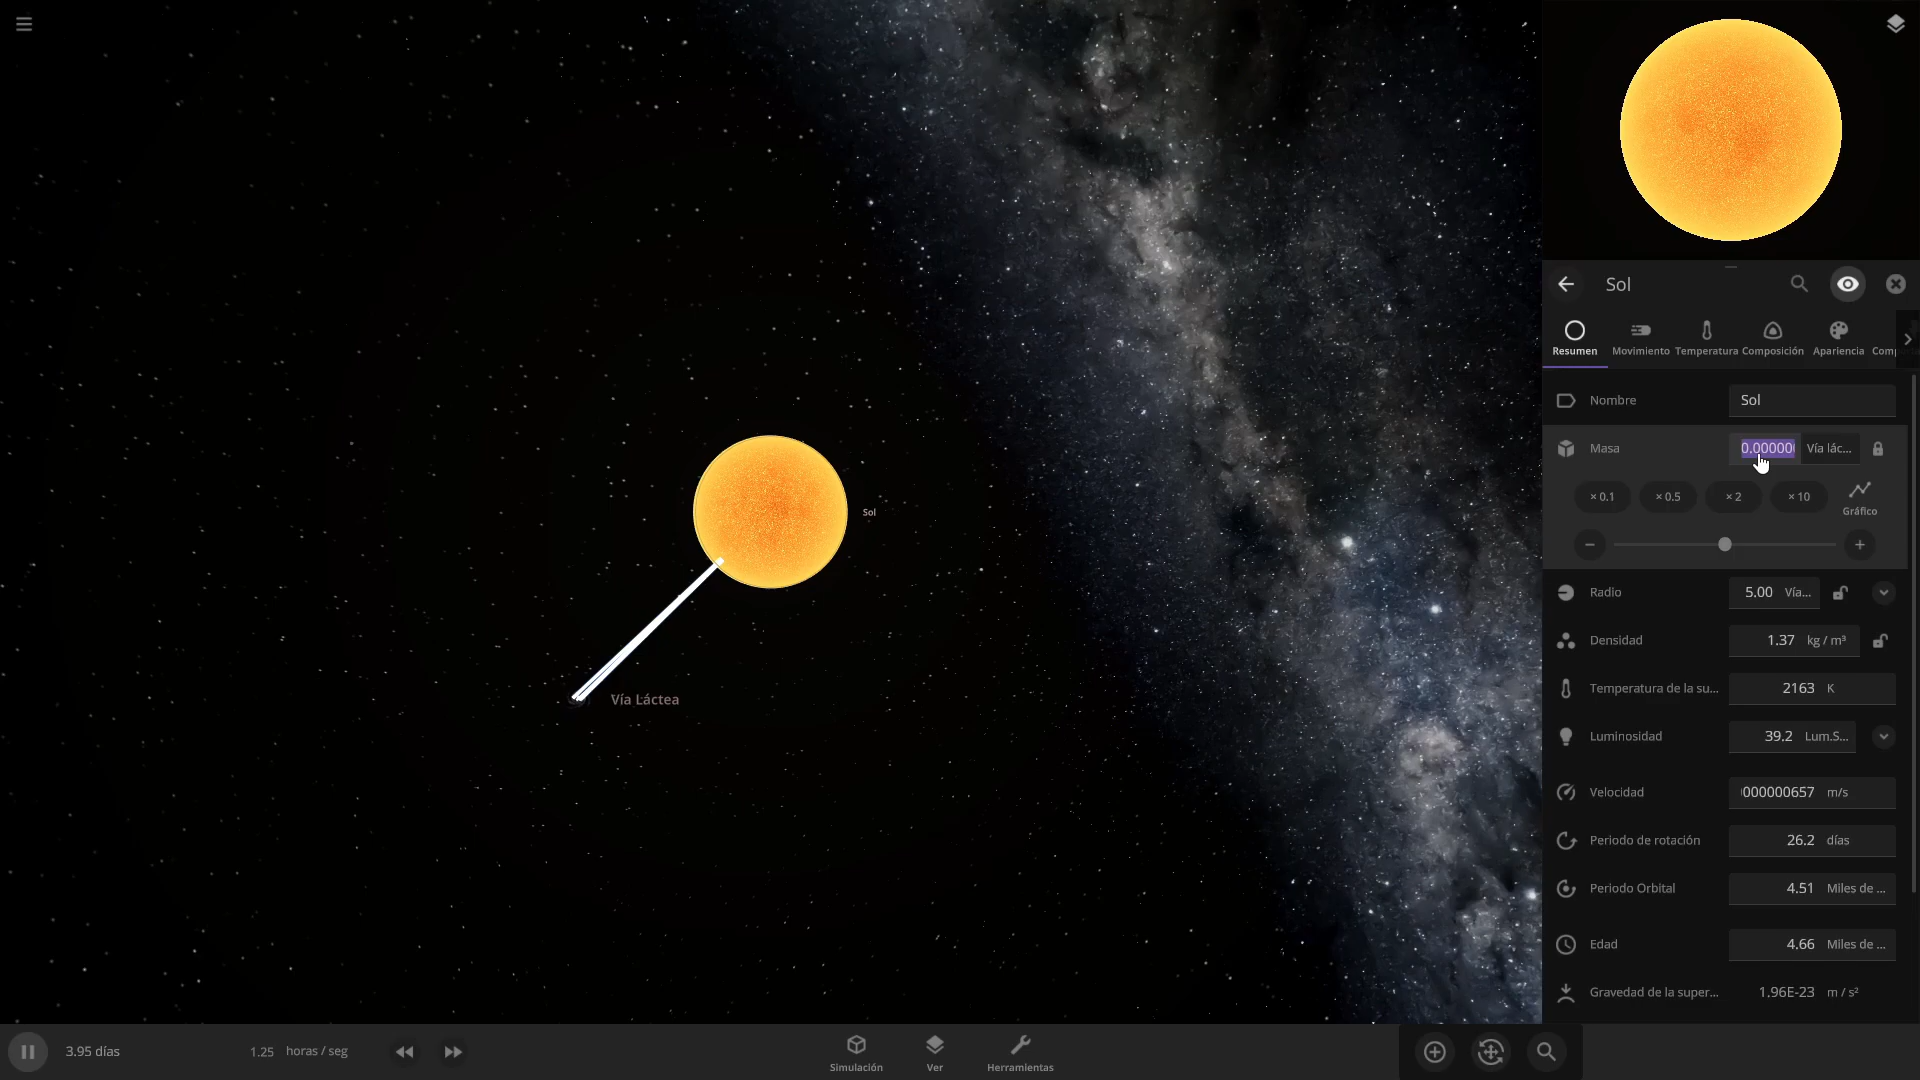 Sol
Vía Láctea
Sol
Resumen
Movimiento
Temperatura
Composición
Apariencia
Comp
Nombre
Sol
Masa
0.00000
Vía lác...
× 0.1
× 0.5
× 2
× 10
Gráfico
Radio
5.00 Vía...
Densidad
1.37 kg / m³
Temperatura de la su...
2163 K
Luminosidad
39.2 Lum.S...
Velocidad
000000657 m/s
Periodo de rotación
26.2 días
Periodo Orbital
4.51 Miles de ...
Edad
4.66 Miles de ...
Gravedad de la super...
1.96E-23 m / s²
3.95 días
1.25 horas / seg
Simulación
Ver
Herramientas